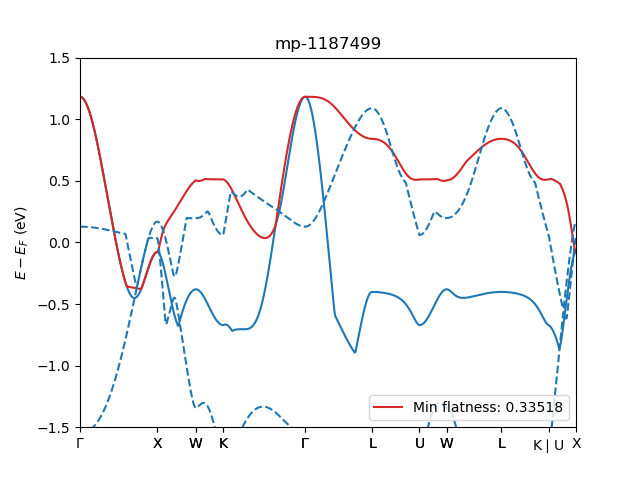 mp-1187499
1.5
1.0
0.5
0.0
−0.5
−1.0
−1.5
E − E_F (eV)
Min flatness: 0.33518
Γ X W K Γ L U W L K | U X